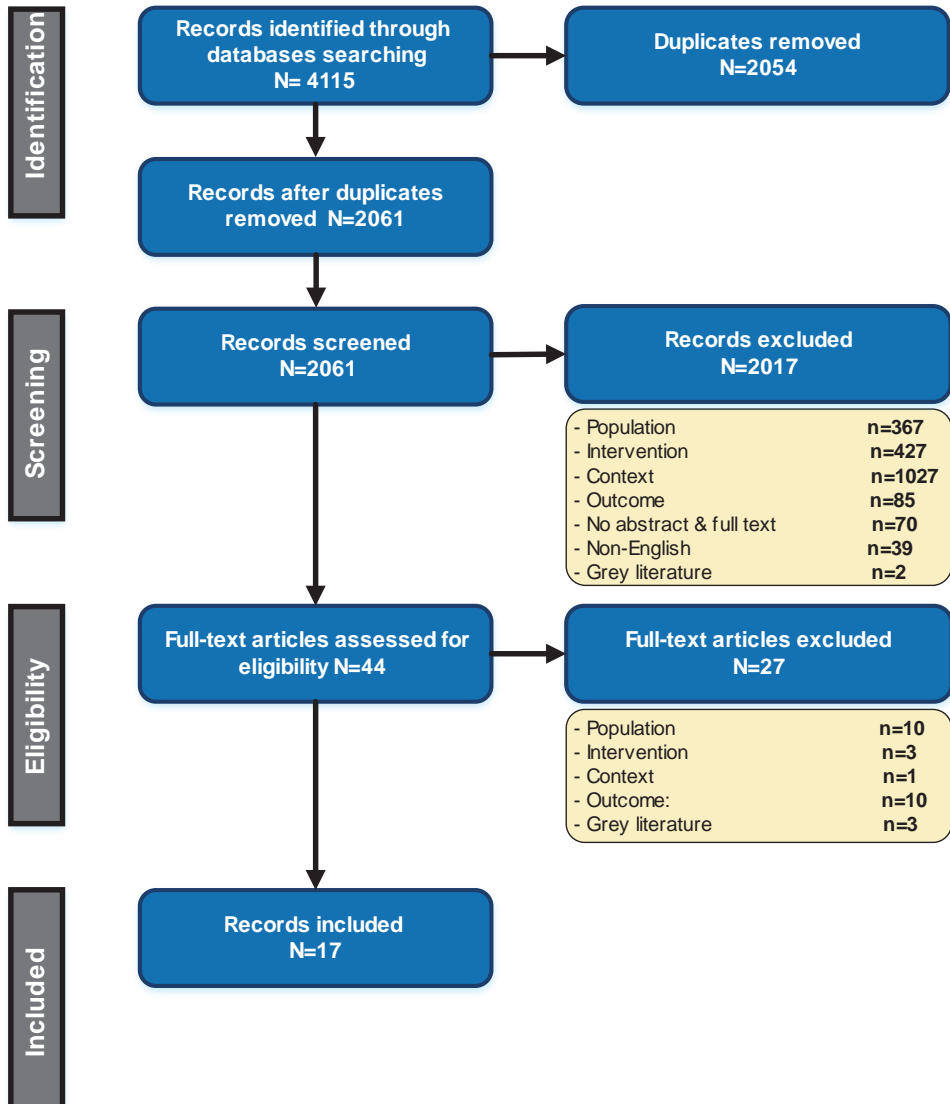 Identification
Records identified through
databases searching
N= 4115
Duplicates removed
N=2054
Records after duplicates
removed N=2061
Screening
Records screened
N=2061
Records excluded
N=2017
- Population n=367
- Intervention n=427
- Context n=1027
- Outcome n=85
- No abstract & full text n=70
- Non-English n=39
- Grey literature n=2
Eligibility
Full-text articles assessed for
eligibility N=44
Full-text articles excluded
N=27
- Population n=10
- Intervention n=3
- Context n=1
- Outcome: n=10
- Grey literature n=3
Included
Records included
N=17